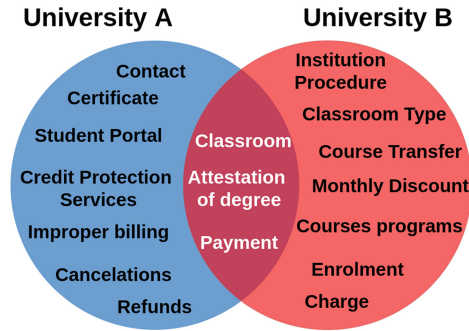 University A
University B
Contact
Certificate
Student Portal
Credit Protection
Services
Improper billing
Cancelations
Refunds
Classroom
Attestation
of degree
Payment
Institution
Procedure
Classroom Type
Course Transfer
Monthly Discount
Courses programs
Enrolment
Charge